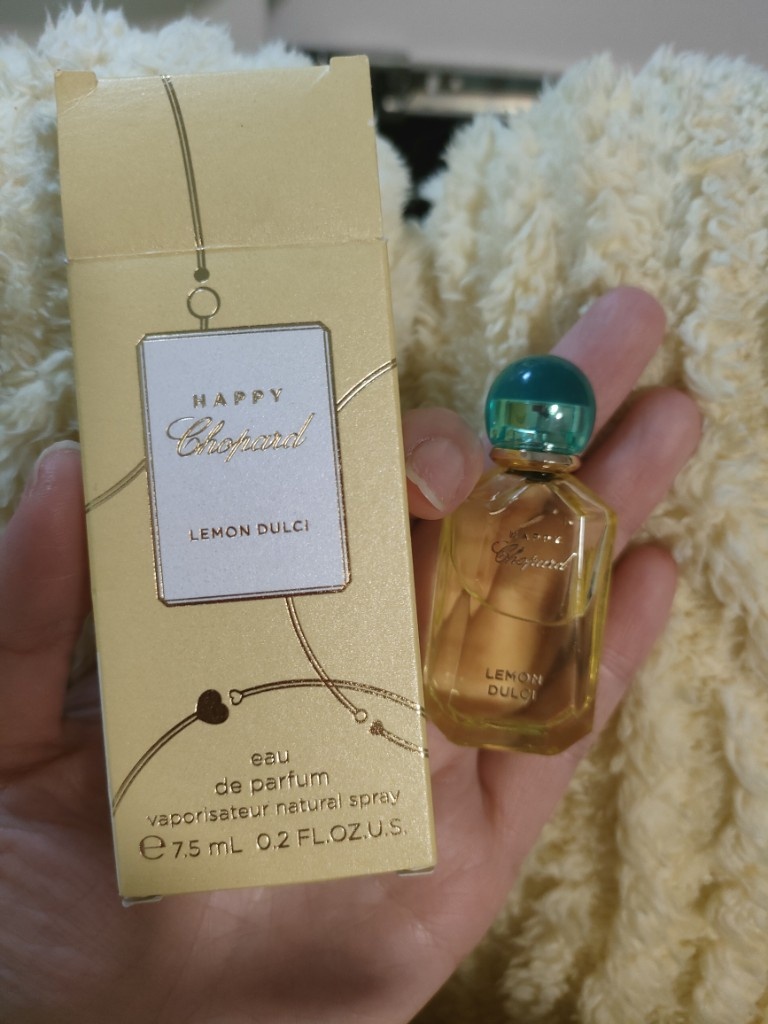 HAPPY
Chopard
LEMON DULCI
eau
de parfum
vaporisateur natural spray
℮ 7.5 mL 0.2 FL.OZ.U.S.
HAPPY
Chopard
LEMON
DULCI